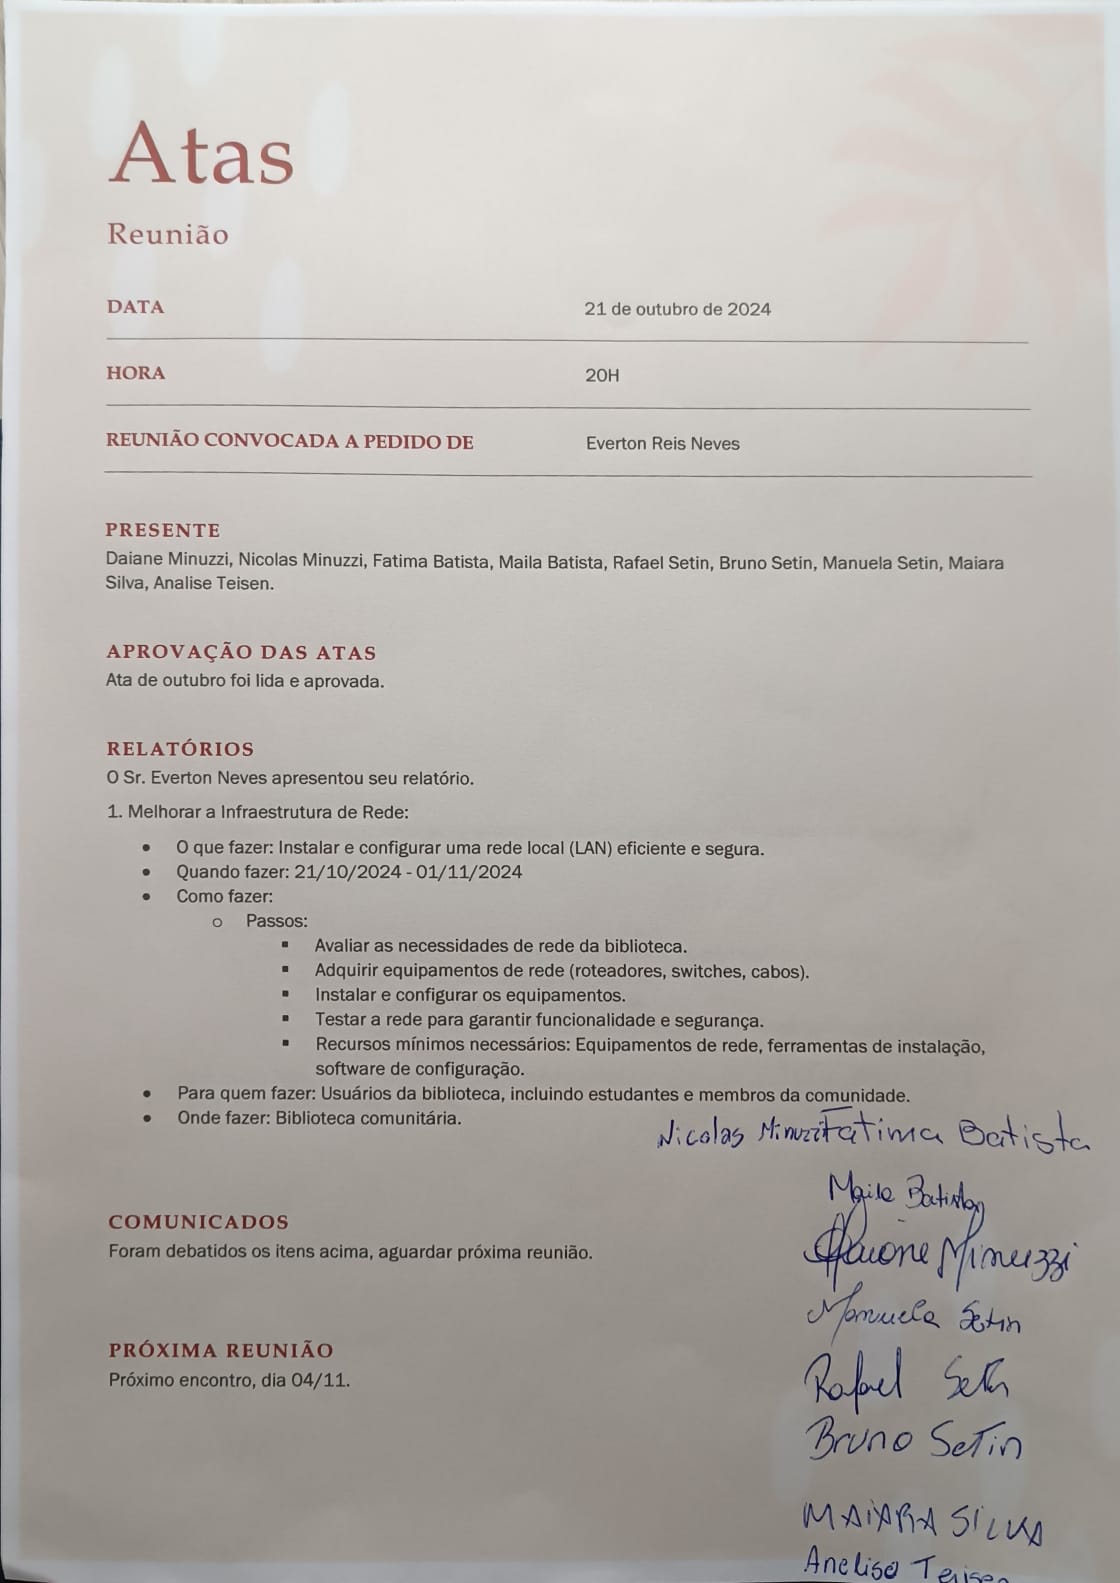 Atas
Reunião
DATA 21 de outubro de 2024
HORA 20H
REUNIÃO CONVOCADA A PEDIDO DE Everton Reis Neves
PRESENTE
Daiane Minuzzi, Nicolas Minuzzi, Fatima Batista, Maila Batista, Rafael Setin, Bruno Setin, Manuela Setin, Maiara
Silva, Analise Teisen.
APROVAÇÃO DAS ATAS
Ata de outubro foi lida e aprovada.
RELATÓRIOS
O Sr. Everton Neves apresentou seu relatório.
1. Melhorar a Infraestrutura de Rede:
• O que fazer: Instalar e configurar uma rede local (LAN) eficiente e segura.
• Quando fazer: 21/10/2024 - 01/11/2024
• Como fazer:
o Passos:
▪ Avaliar as necessidades de rede da biblioteca.
▪ Adquirir equipamentos de rede (roteadores, switches, cabos).
▪ Instalar e configurar os equipamentos.
▪ Testar a rede para garantir funcionalidade e segurança.
▪ Recursos mínimos necessários: Equipamentos de rede, ferramentas de instalação,
software de configuração.
• Para quem fazer: Usuários da biblioteca, incluindo estudantes e membros da comunidade.
• Onde fazer: Biblioteca comunitária.
Nicolas Minuzzi Fatima Batista
Maila Batista
COMUNICADOS
Foram debatidos os itens acima, aguardar próxima reunião.
Daiane Minuzzi
Manuela Setin
PRÓXIMA REUNIÃO
Próximo encontro, dia 04/11.
Rafael Setin
Bruno Setin
MAIARA SILVA
Anelise Teisen